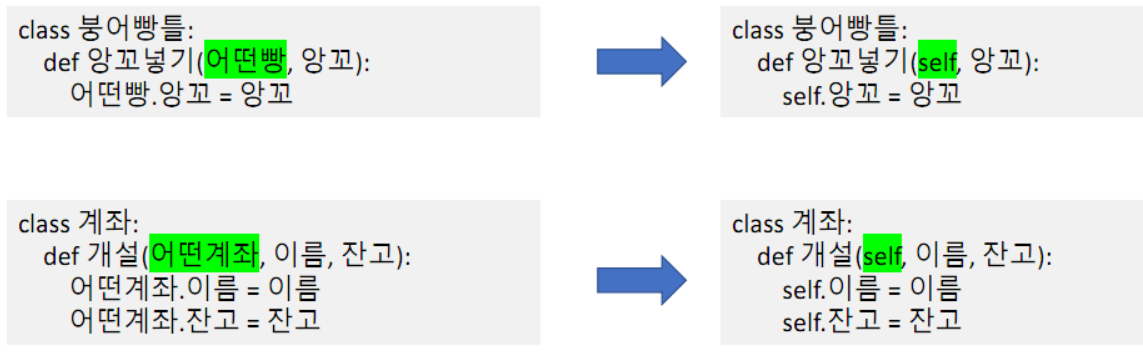 class 붕어빵틀:
def 앙꼬넣기(어떤빵, 앙꼬):
어떤빵.앙꼬 = 앙꼬
class 붕어빵틀:
def 앙꼬넣기(self, 앙꼬):
self.앙꼬 = 앙꼬
class 계좌:
def 개설(어떤계좌, 이름, 잔고):
어떤계좌.이름 = 이름
어떤계좌.잔고 = 잔고
class 계좌:
def 개설(self, 이름, 잔고):
self.이름 = 이름
self.잔고 = 잔고